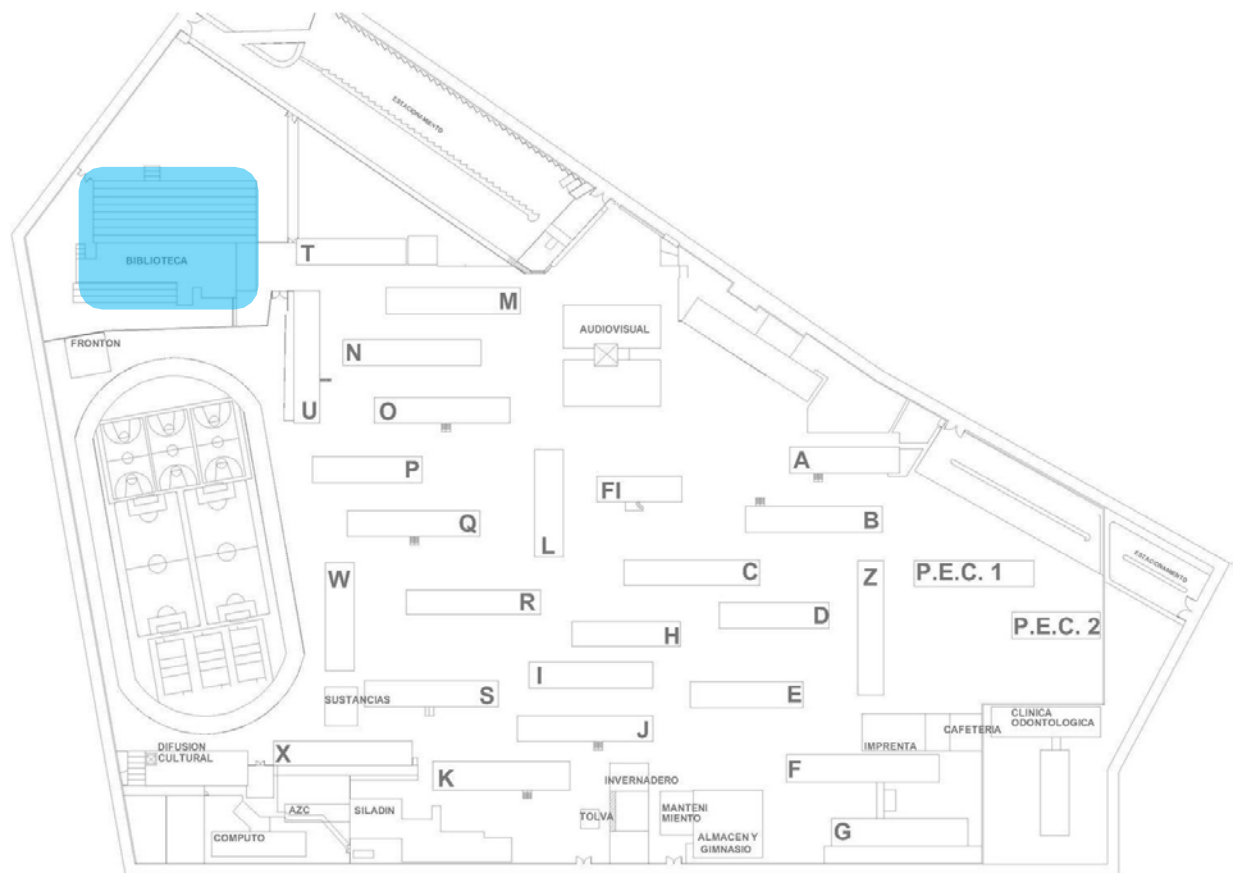 ESTACIONAMIENTO
BIBLIOTECA
T
M
AUDIOVISUAL
FRONTON
N
U
O
A
P
FI
Q
B
L
C
Z
P.E.C. 1
ESTACIONAMIENTO
W
R
D
P.E.C. 2
H
I
S
E
SUSTANCIAS
CLINICA
ODONTOLOGICA
J
CAFETERIA
DIFUSION
CULTURAL
X
IMPRENTA
K
F
INVERNADERO
AZC
SILADIN
TOLVA
MANTENI
MIENTO
COMPUTO
ALMACEN Y
GIMNASIO
G